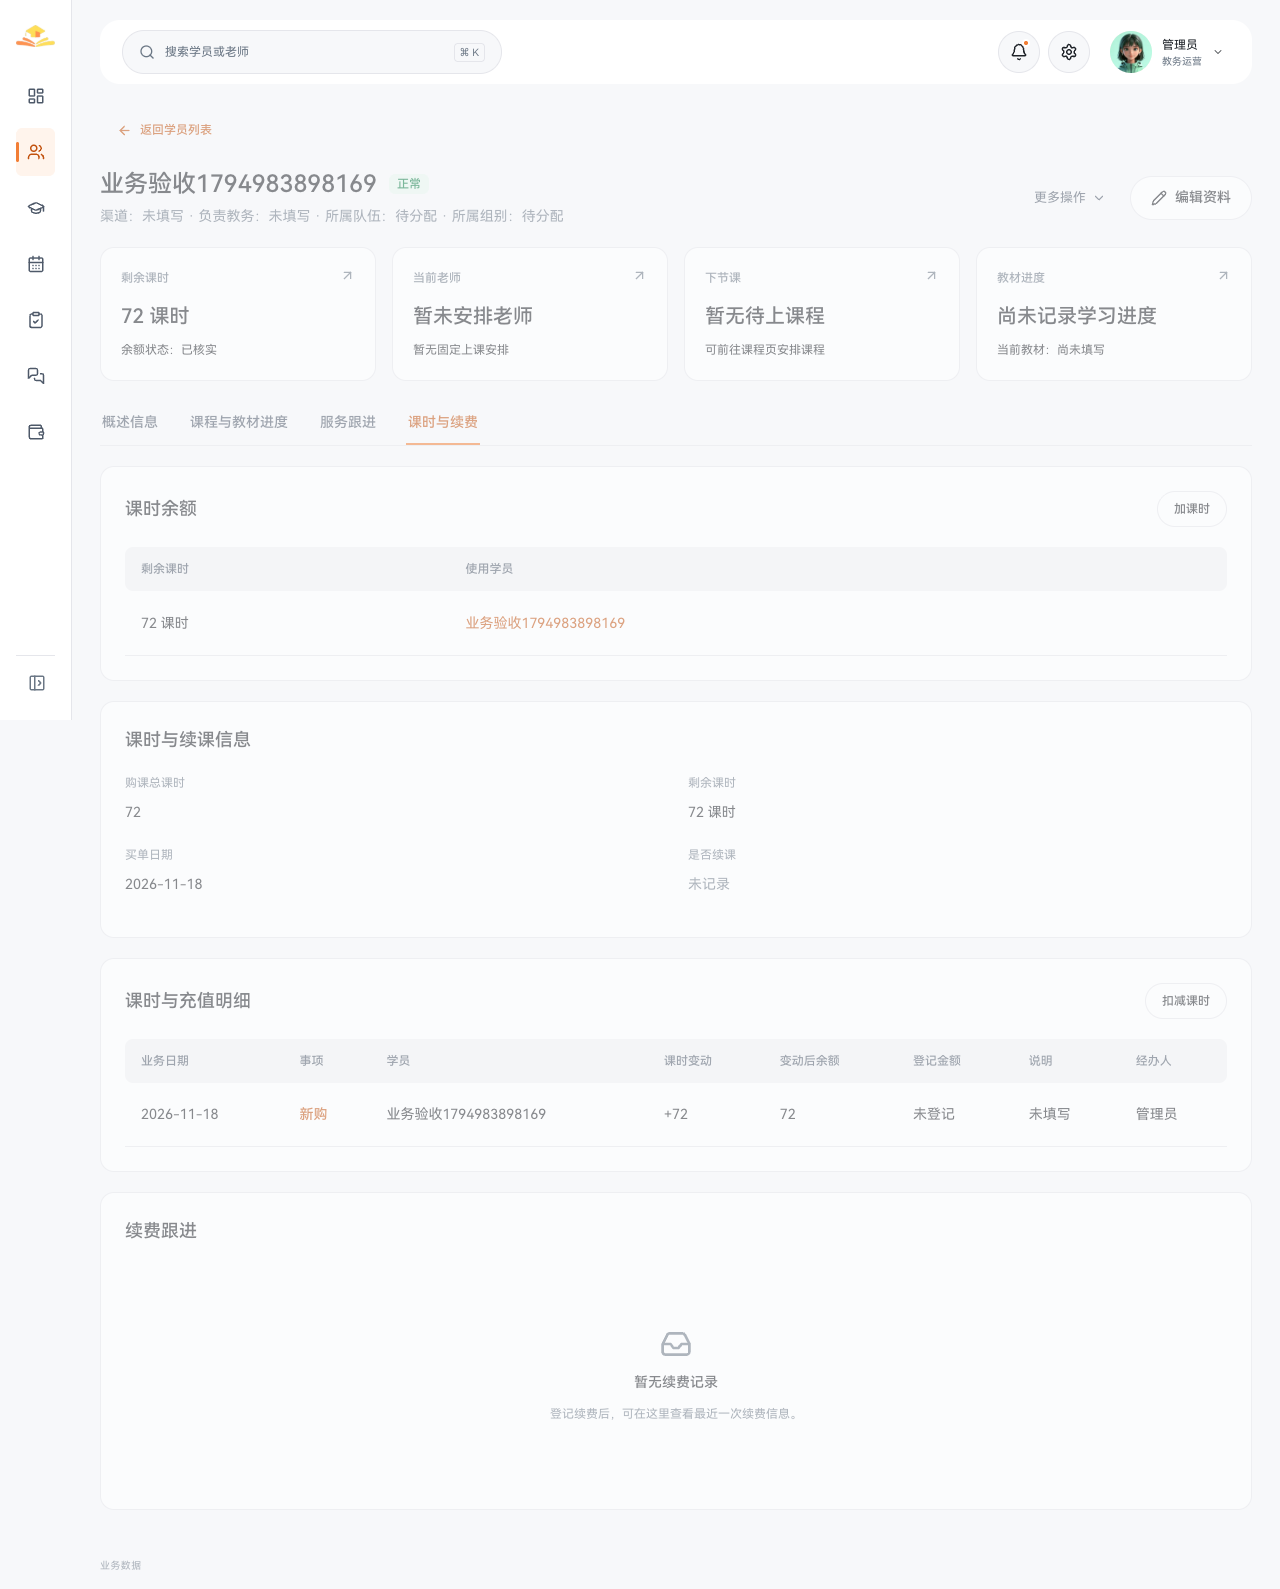 搜索学员或老师
⌘ K
管理员
教务运营
返回学员列表
业务验收1794983898169 正常
渠道：未填写 · 负责教务：未填写 · 所属队伍：待分配 · 所属组别：待分配
更多操作
编辑资料
剩余课时
72 课时
余额状态：已核实
当前老师
暂未安排老师
暂无固定上课安排
下节课
暂无待上课程
可前往课程页安排课程
教材进度
尚未记录学习进度
当前教材：尚未填写
概述信息 课程与教材进度 服务跟进 课时与续费
课时余额
加课时
剩余课时 使用学员
72 课时 业务验收1794983898169
课时与续课信息
购课总课时 剩余课时
72 72 课时
买单日期 是否续课
2026-11-18 未记录
课时与充值明细
扣减课时
业务日期 事项 学员 课时变动 变动后余额 登记金额 说明 经办人
2026-11-18 新购 业务验收1794983898169 +72 72 未登记 未填写 管理员
续费跟进
暂无续费记录
登记续费后，可在这里查看最近一次续费信息。
业务数据